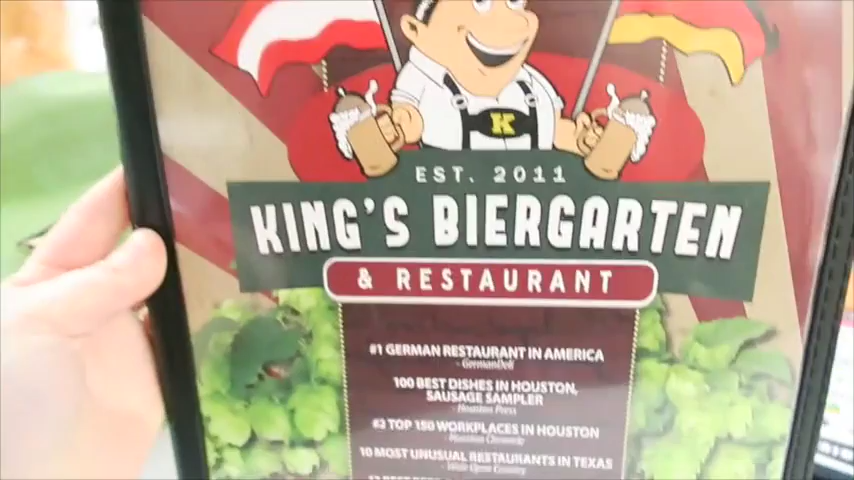 K
EST. 2011
KING'S BIERGARTEN
& RESTAURANT
#1 GERMAN RESTAURANT IN AMERICA
- GermanDeli
100 BEST DISHES IN HOUSTON,
SAUSAGE SAMPLER
- Houston Press
#2 TOP 150 WORKPLACES IN HOUSTON
- Houston Chronicle
10 MOST UNUSUAL RESTAURANTS IN TEXAS
- Wide Open Country